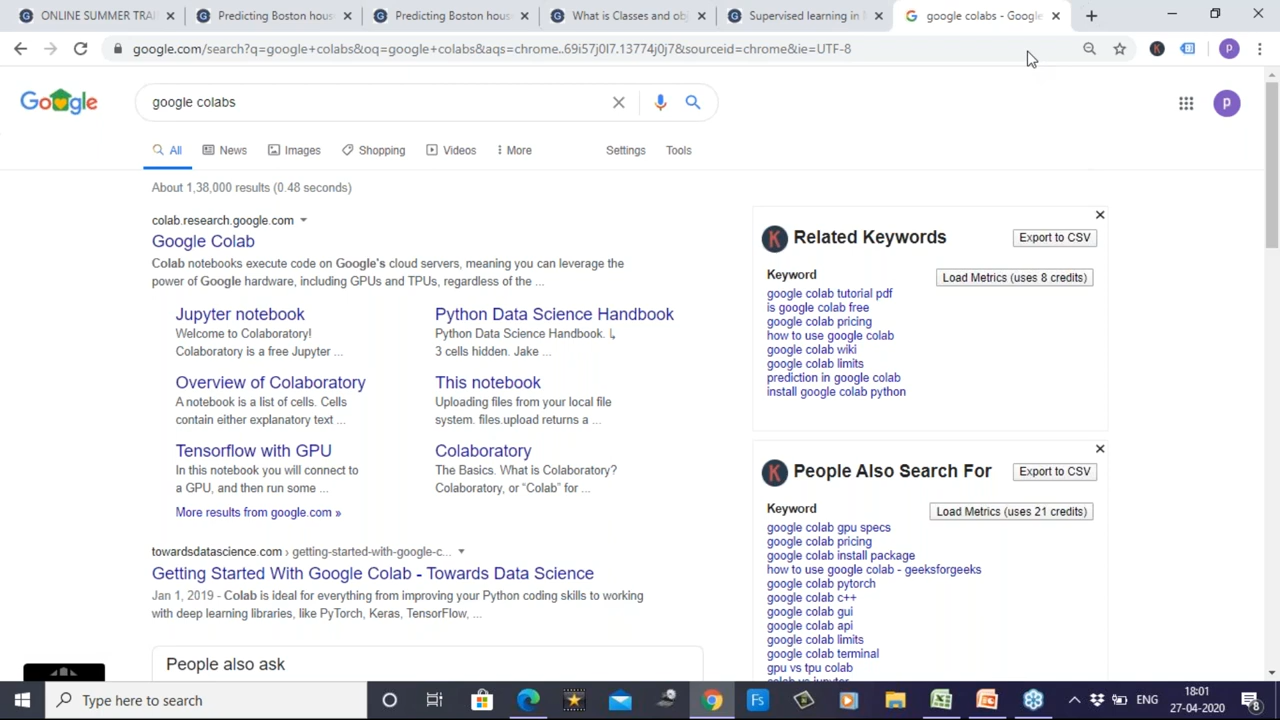 ONLINE SUMMER TRAI
Predicting Boston hous
Predicting Boston hous
What is Classes and obj
Supervised learning in
google colabs - Google
google.com/search?q=google+colabs&oq=google+colabs&aqs=chrome..69i57j0l7.13774j0j7&sourceid=chrome&ie=UTF-8
K
P
Google
google colabs
P
All
News
Images
Shopping
Videos
More
Settings
Tools
About 1,38,000 results (0.48 seconds)
colab.research.google.com
Google Colab
Colab notebooks execute code on Google's cloud servers, meaning you can leverage the
power of Google hardware, including GPUs and TPUs, regardless of the ...
Jupyter notebook
Welcome to Colaboratory!
Colaboratory is a free Jupyter ...
Python Data Science Handbook
Python Data Science Handbook. ↳
3 cells hidden. Jake ...
Overview of Colaboratory
A notebook is a list of cells. Cells
contain either explanatory text ...
This notebook
Uploading files from your local file
system. files.upload returns a ...
Tensorflow with GPU
In this notebook you will connect to
a GPU, and then run some ...
Colaboratory
The Basics. What is Colaboratory?
Colaboratory, or “Colab” for ...
More results from google.com »
towardsdatascience.com › getting-started-with-google-c...
Getting Started With Google Colab - Towards Data Science
Jan 1, 2019 - Colab is ideal for everything from improving your Python coding skills to working
with deep learning libraries, like PyTorch, Keras, TensorFlow, ...
People also ask
K
Related Keywords
Export to CSV
Keyword
Load Metrics (uses 8 credits)
google colab tutorial pdf
is google colab free
google colab pricing
how to use google colab
google colab wiki
google colab limits
prediction in google colab
install google colab python
K
People Also Search For
Export to CSV
Keyword
Load Metrics (uses 21 credits)
google colab gpu specs
google colab pricing
google colab install package
how to use google colab - geeksforgeeks
google colab pytorch
google colab c++
google colab gui
google colab api
google colab limits
google colab terminal
gpu vs tpu colab
colab vs jupyter
Type here to search
Fs
ENG
18:01
27-04-2020
8